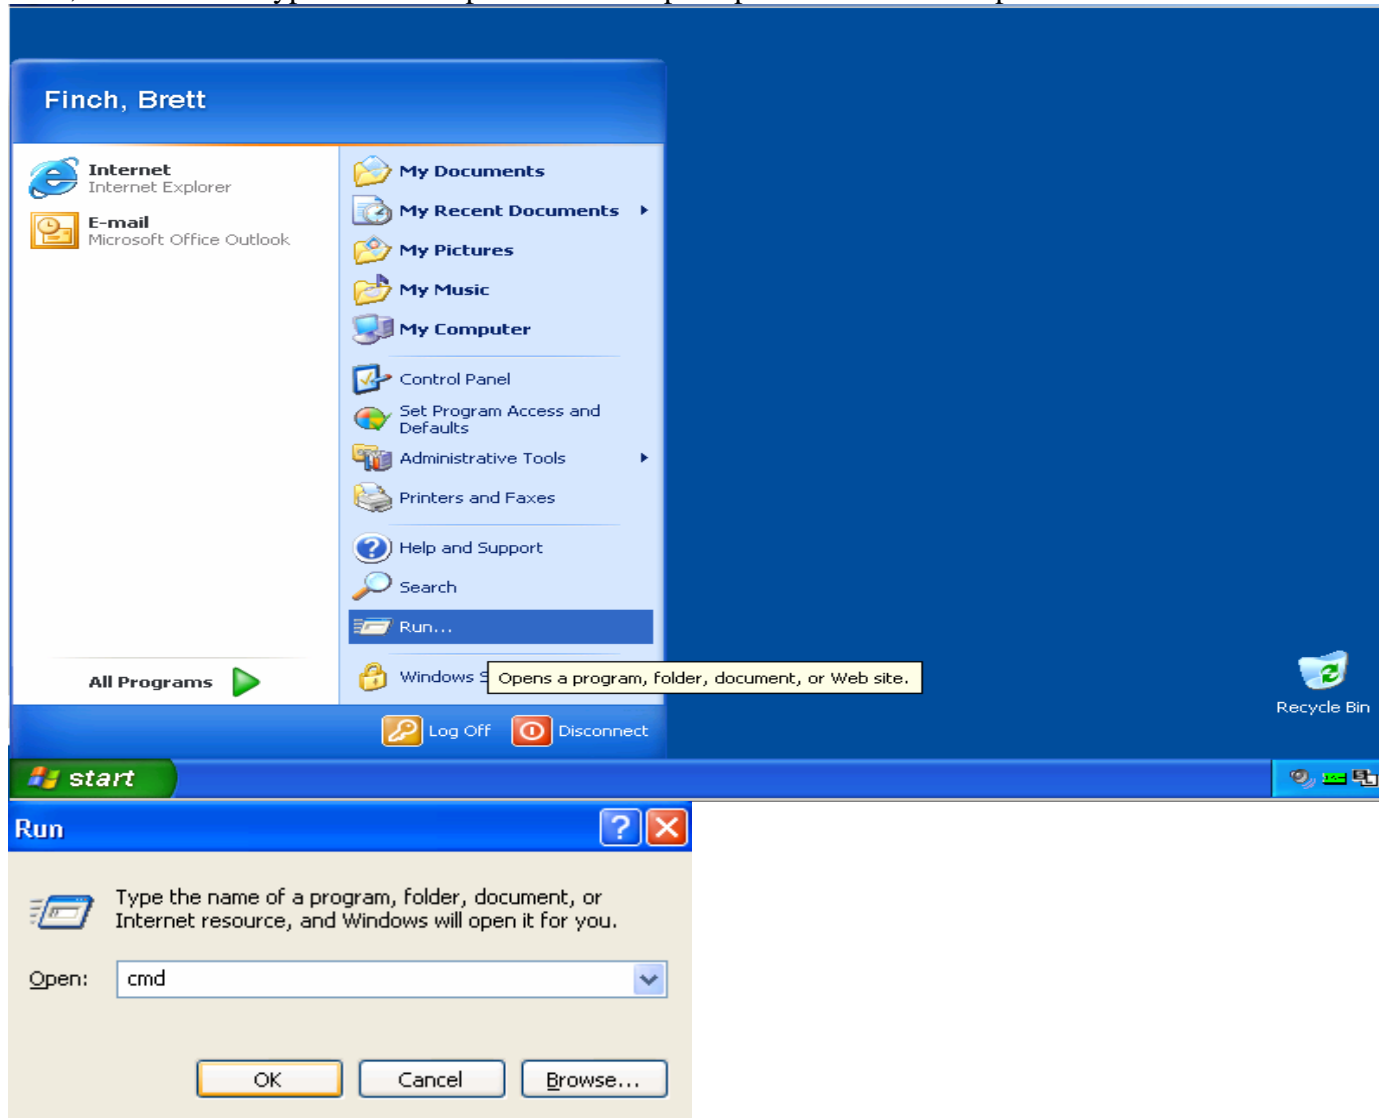 Finch, Brett
Internet
Internet Explorer
E-mail
Microsoft Office Outlook
All Programs
My Documents
My Recent Documents
My Pictures
My Music
My Computer
Control Panel
Set Program Access and
Defaults
Administrative Tools
Printers and Faxes
Help and Support
Search
Run...
Windows S
Opens a program, folder, document, or Web site.
Log Off
Disconnect
Recycle Bin
start
Run
Type the name of a program, folder, document, or
Internet resource, and Windows will open it for you.
Open:
cmd
OK
Cancel
Browse...